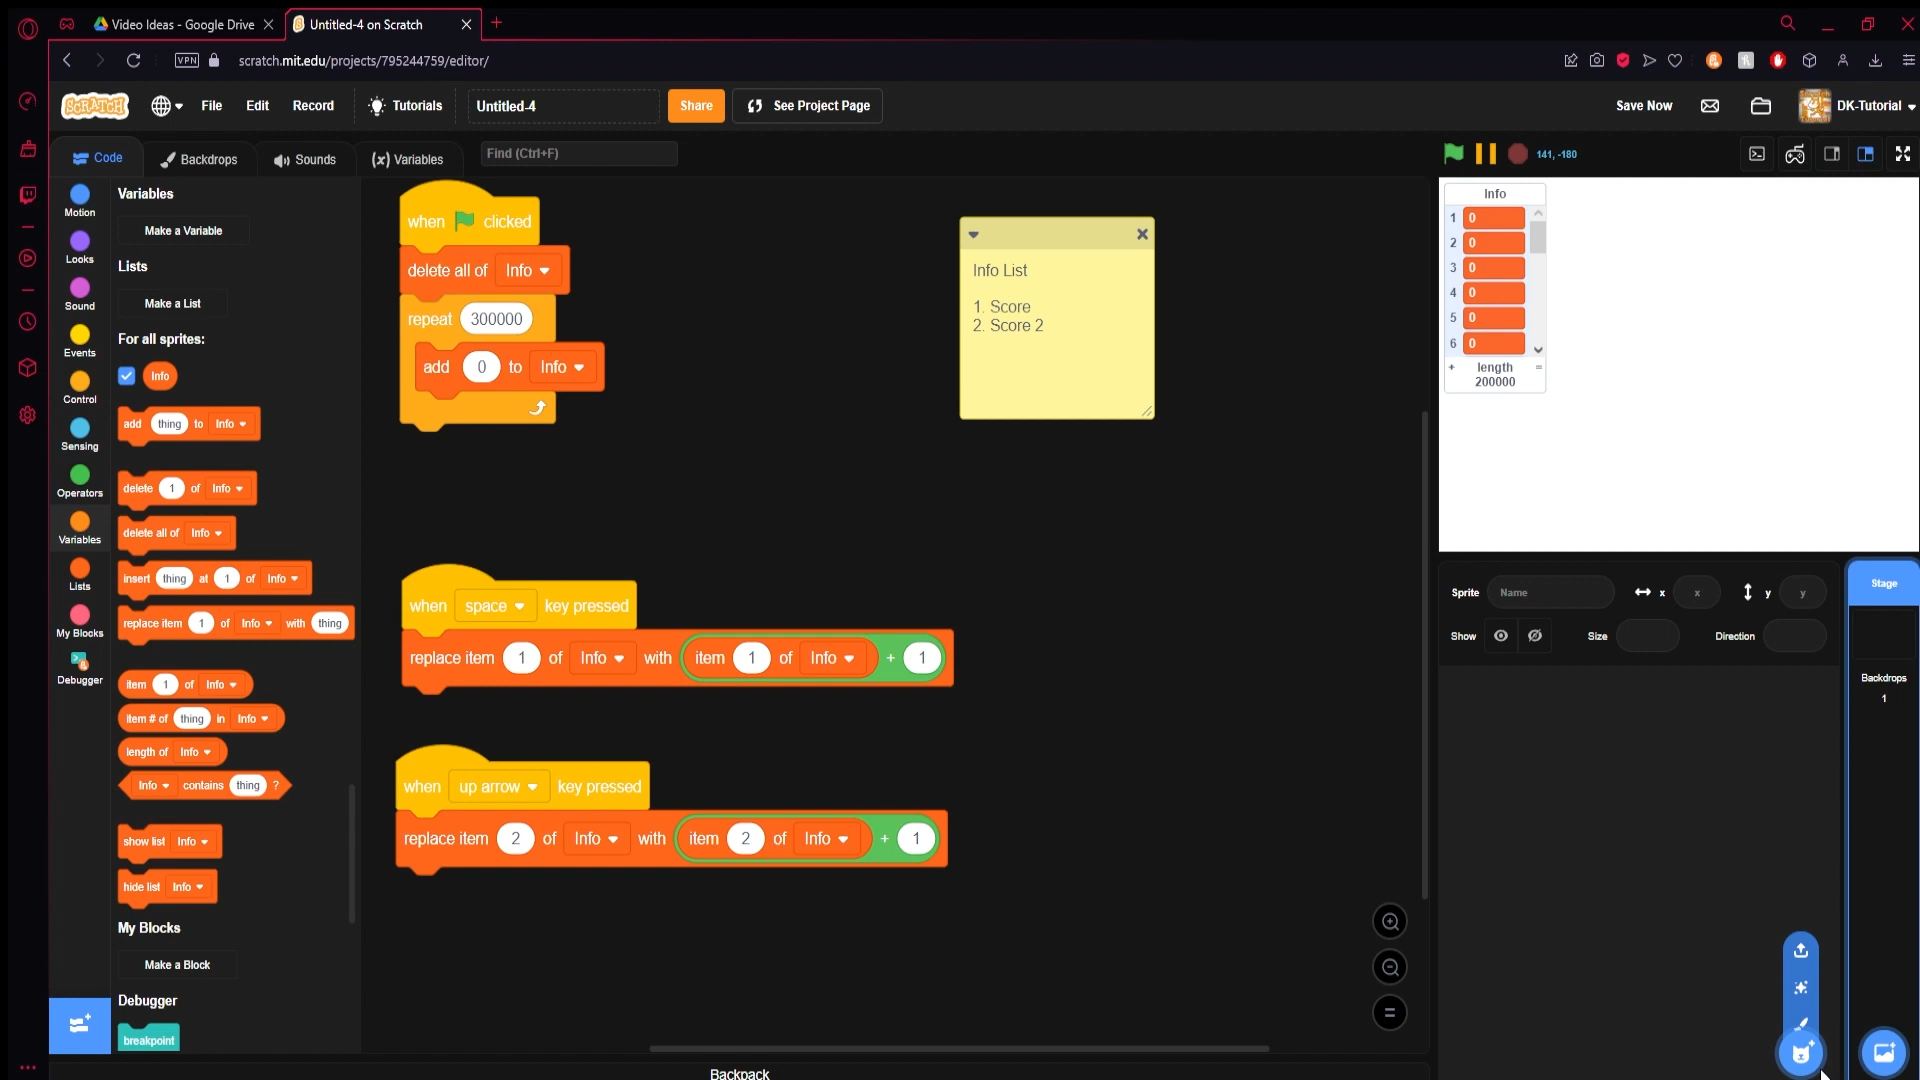 Video Ideas - Google Drive
Untitled-4 on Scratch
VPN
scratch.mit.edu/projects/795244759/editor/
SCRATCH
File
Edit
Record
Tutorials
Untitled-4
Share
See Project Page
Save Now
DK-Tutorial
Code
Backdrops
Sounds
(x) Variables
Find (Ctrl+F)
141, -180
Motion
Looks
Sound
Events
Control
Sensing
Operators
Variables
Lists
My Blocks
Debugger
Variables
Make a Variable
Lists
Make a List
For all sprites:
Info
add thing to Info
delete 1 of Info
delete all of Info
insert thing at 1 of Info
replace item 1 of Info with thing
item 1 of Info
item # of thing in Info
length of Info
Info contains thing ?
show list Info
hide list Info
My Blocks
Make a Block
Debugger
breakpoint
when clicked
delete all of Info
repeat 300000
add 0 to Info
when space key pressed
replace item 1 of Info with item 1 of Info + 1
when up arrow key pressed
replace item 2 of Info with item 2 of Info + 1
Info List
1. Score
2. Score 2
Info
1 0
2 0
3 0
4 0
5 0
6 0
+ length =
200000
Sprite Name x x y y
Show Size Direction
Stage
Backdrops
1
Backpack